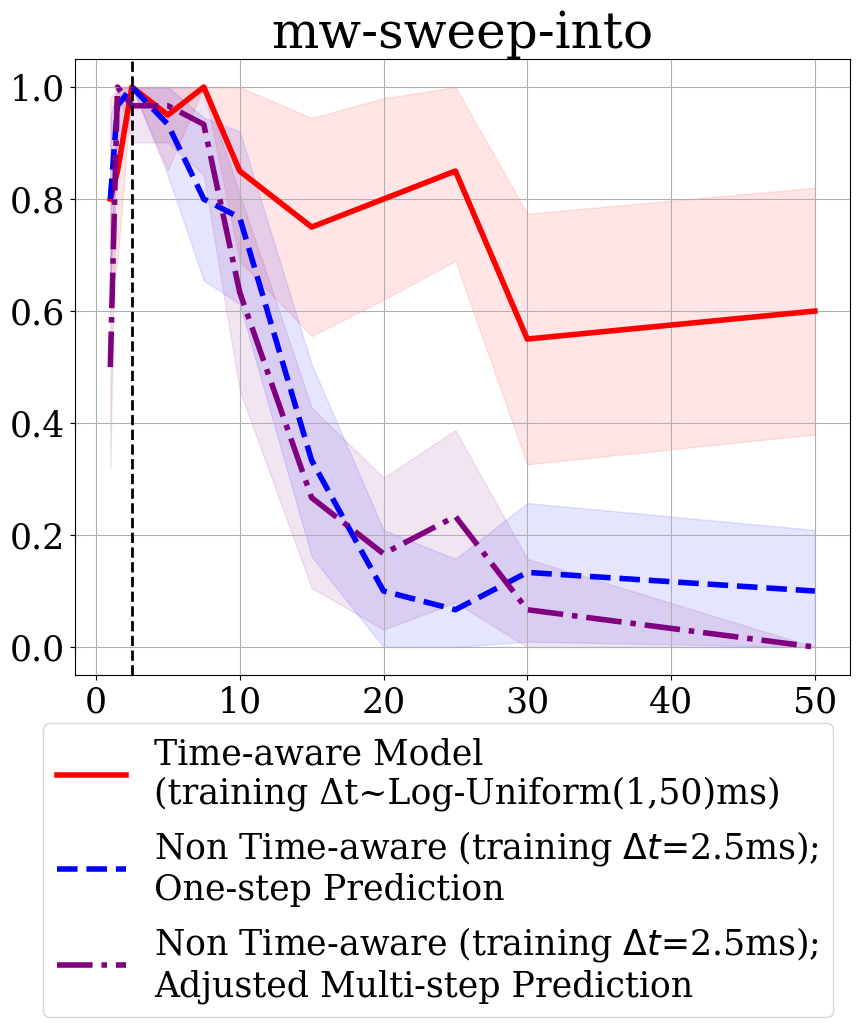 mw-sweep-into
1.0
0.8
0.6
0.4
0.2
0.0
0 10 20 30 40 50
Time-aware Model
(training Δt~Log-Uniform(1,50)ms)
Non Time-aware (training Δt=2.5ms);
One-step Prediction
Non Time-aware (training Δt=2.5ms);
Adjusted Multi-step Prediction